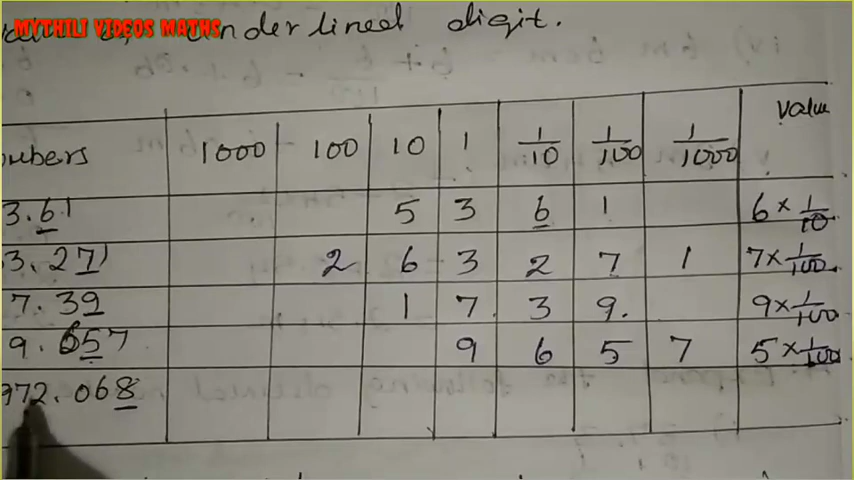 MYTHILI VIDEOS MATHS
underlined digit.
numbers 1000 100 10 1 1/10 1/100 1/1000 value
3.61 5 3 6 1 6 × 1/10
3.271 2 6 3 2 7 1 7 × 1/100
7.39 1 7 3 9. 9 × 1/100
9.657 9 6 5 7 5 × 1/100
972.068